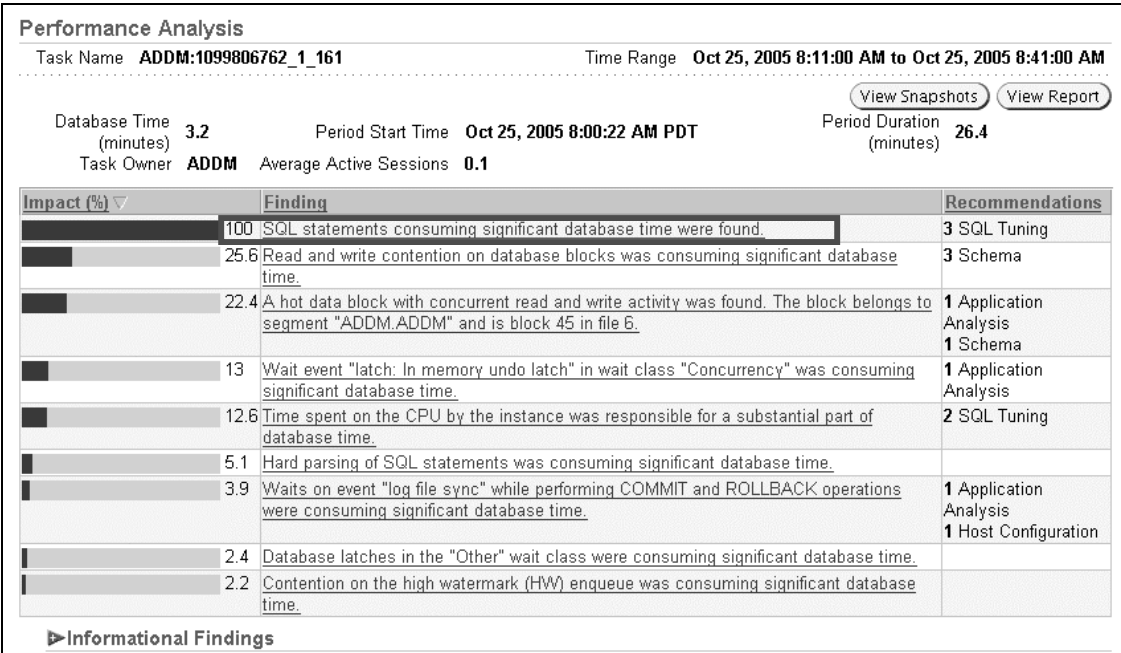 Performance Analysis
Task Name ADDM:1099806762_1_161 Time Range Oct 25, 2005 8:11:00 AM to Oct 25, 2005 8:41:00 AM
View Snapshots View Report
Database Time (minutes) 3.2 Period Start Time Oct 25, 2005 8:00:22 AM PDT Period Duration (minutes) 26.4
Task Owner ADDM Average Active Sessions 0.1
Impact (%) Finding Recommendations
100 SQL statements consuming significant database time were found. 3 SQL Tuning
25.6 Read and write contention on database blocks was consuming significant database 3 Schema
time.
22.4 A hot data block with concurrent read and write activity was found. The block belongs to 1 Application
segment "ADDM.ADDM" and is block 45 in file 6. Analysis
1 Schema
13 Wait event "latch: In memory undo latch" in wait class "Concurrency" was consuming 1 Application
significant database time. Analysis
12.6 Time spent on the CPU by the instance was responsible for a substantial part of 2 SQL Tuning
database time.
5.1 Hard parsing of SQL statements was consuming significant database time.
3.9 Waits on event "log file sync" while performing COMMIT and ROLLBACK operations 1 Application
were consuming significant database time. Analysis
1 Host Configuration
2.4 Database latches in the "Other" wait class were consuming significant database time.
2.2 Contention on the high watermark (HW) enqueue was consuming significant database
time.
Informational Findings